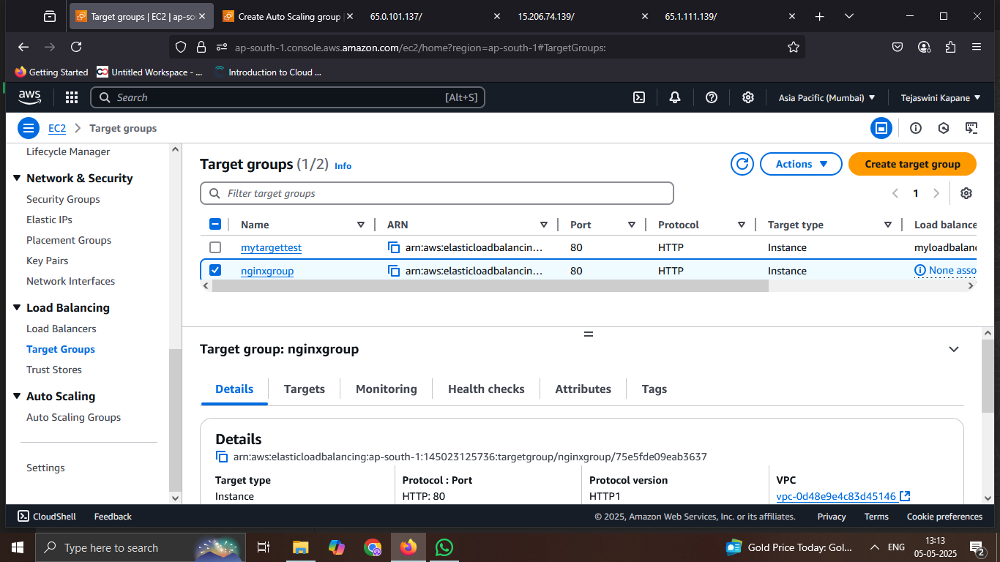 Target groups | EC2 | ap-so
Create Auto Scaling group
65.0.101.137/
15.206.74.139/
65.1.111.139/
ap-south-1.console.aws.amazon.com/ec2/home?region=ap-south-1#TargetGroups:
Getting Started
Untitled Workspace - ...
Introduction to Cloud ...
aws
Search
[Alt+S]
Asia Pacific (Mumbai)
Tejaswini Kapane
EC2
Target groups
Lifecycle Manager
Network & Security
Security Groups
Elastic IPs
Placement Groups
Key Pairs
Network Interfaces
Load Balancing
Load Balancers
Target Groups
Trust Stores
Auto Scaling
Auto Scaling Groups
Settings
Target groups (1/2) Info
Actions
Create target group
Filter target groups
1
Name ARN Port Protocol Target type Load balance
mytargettest arn:aws:elasticloadbalancin... 80 HTTP Instance myloadbalanc
nginxgroup arn:aws:elasticloadbalancin... 80 HTTP Instance None asso
Target group: nginxgroup
Details Targets Monitoring Health checks Attributes Tags
Details
arn:aws:elasticloadbalancing:ap-south-1:145023125736:targetgroup/nginxgroup/75e5fde09eab3637
Target type Protocol : Port Protocol version VPC
Instance HTTP: 80 HTTP1 vpc-0d48e9e4c83d45146
CloudShell Feedback © 2025, Amazon Web Services, Inc. or its affiliates. Privacy Terms Cookie preferences
Type here to search
Gold Price Today: Gol...
ENG
13:13
05-05-2025
2